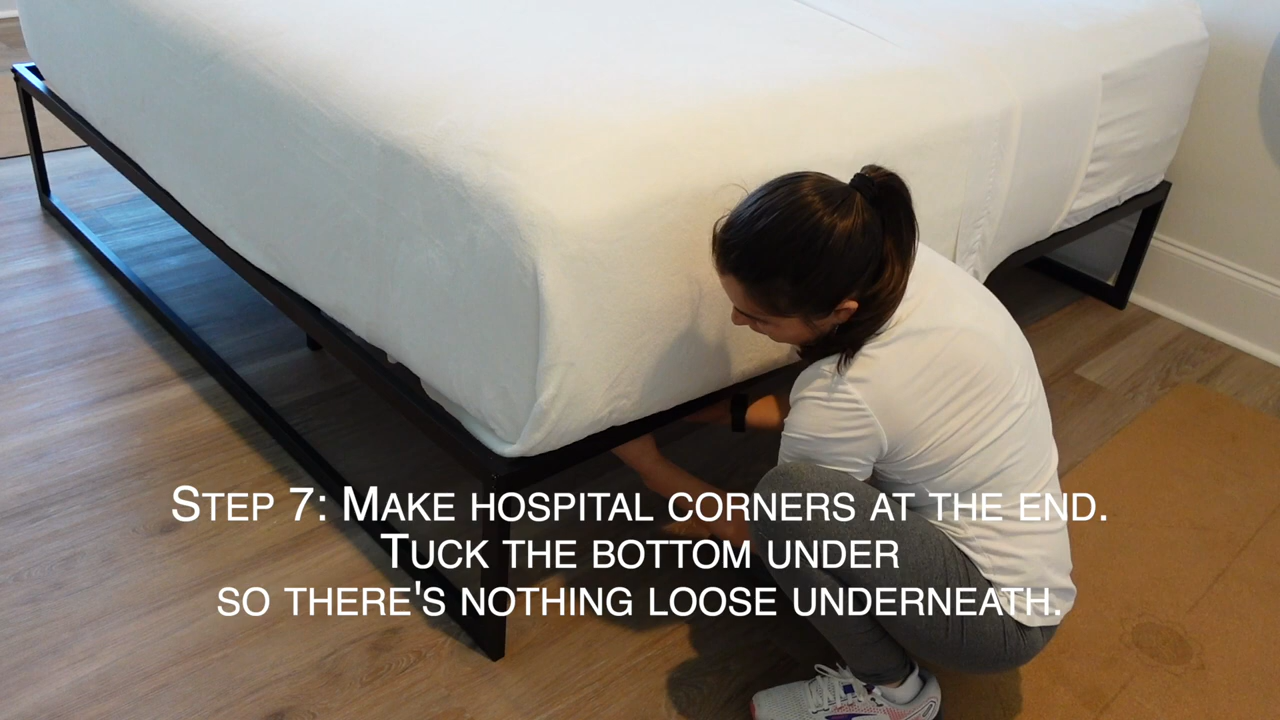 Step 7: Make hospital corners at the end.
Tuck the bottom under
so there's nothing loose underneath.